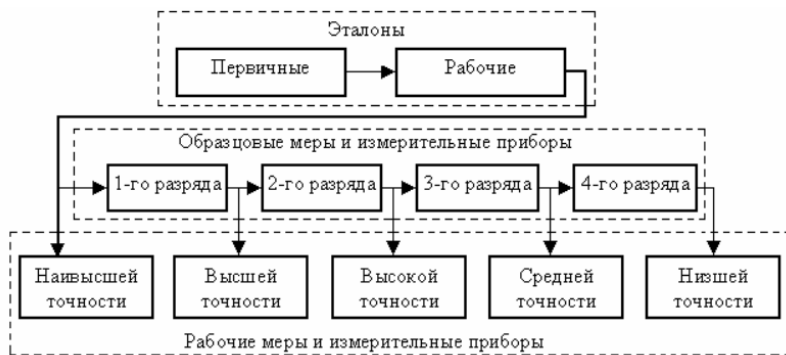 Эталоны
Первичные
Рабочие
Образцовые меры и измерительные приборы
1-го разряда
2-го разряда
3-го разряда
4-го разряда
Наивысшей
точности
Высшей
точности
Высокой
точности
Средней
точности
Низшей
точности
Рабочие меры и измерительные приборы